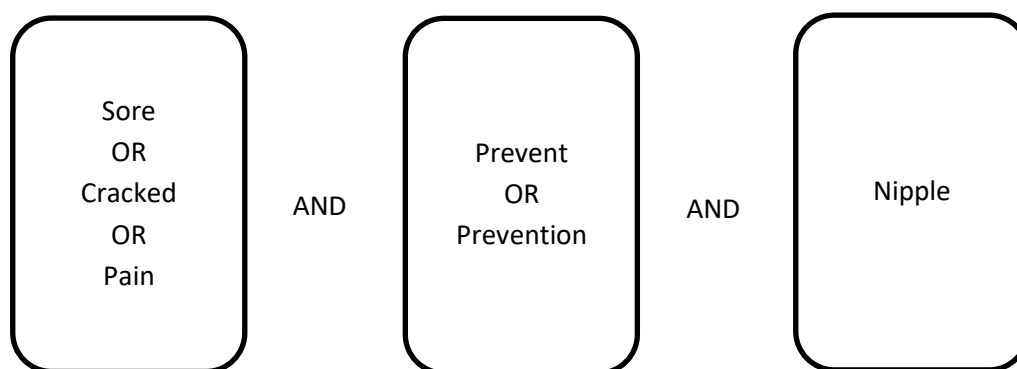 Sore
OR
Cracked
OR
Pain
AND
Prevent
OR
Prevention
AND
Nipple